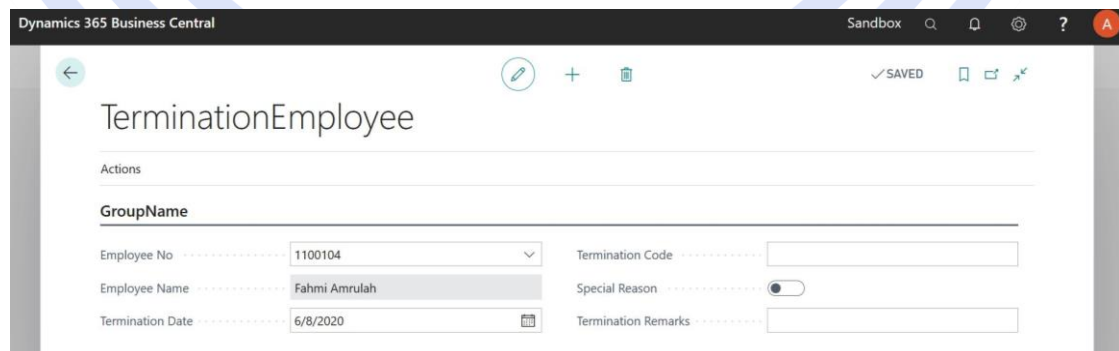 Dynamics 365 Business Central Sandbox ? A
SAVED
TerminationEmployee
Actions
GroupName
Employee No 1100104 Termination Code
Employee Name Fahmi Amrulah Special Reason
Termination Date 6/8/2020 Termination Remarks